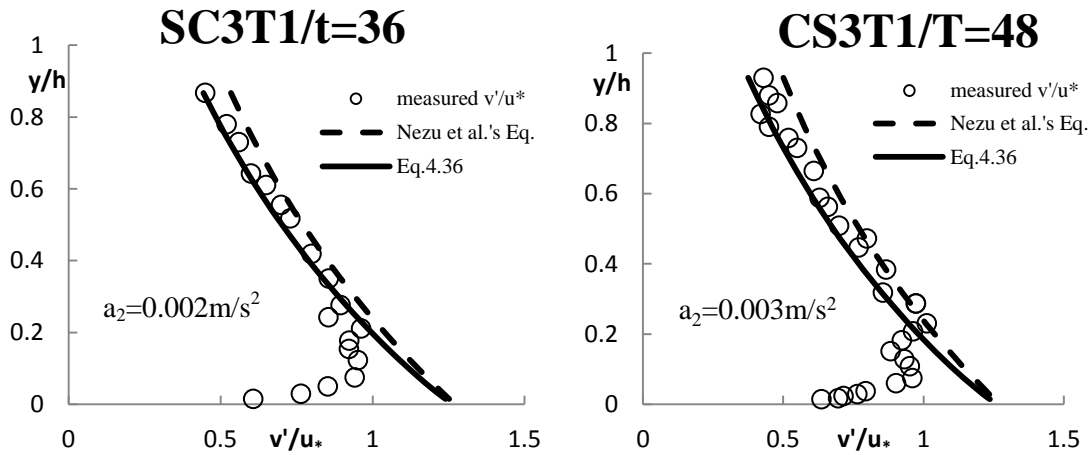 SC3T1/t=36
1
y/h
0.8
0.6
0.4
0.2
0
0
0.5
1
1.5
v'/u*
measured v'/u*
Nezu et al.'s Eq.
Eq.4.36
a2=0.002m/s2
CS3T1/T=48
1
y/h
0.8
0.6
0.4
0.2
0
0
0.5
1
1.5
v'/u*
measured v'/u*
Nezu et al.'s Eq.
Eq.4.36
a2=0.003m/s2